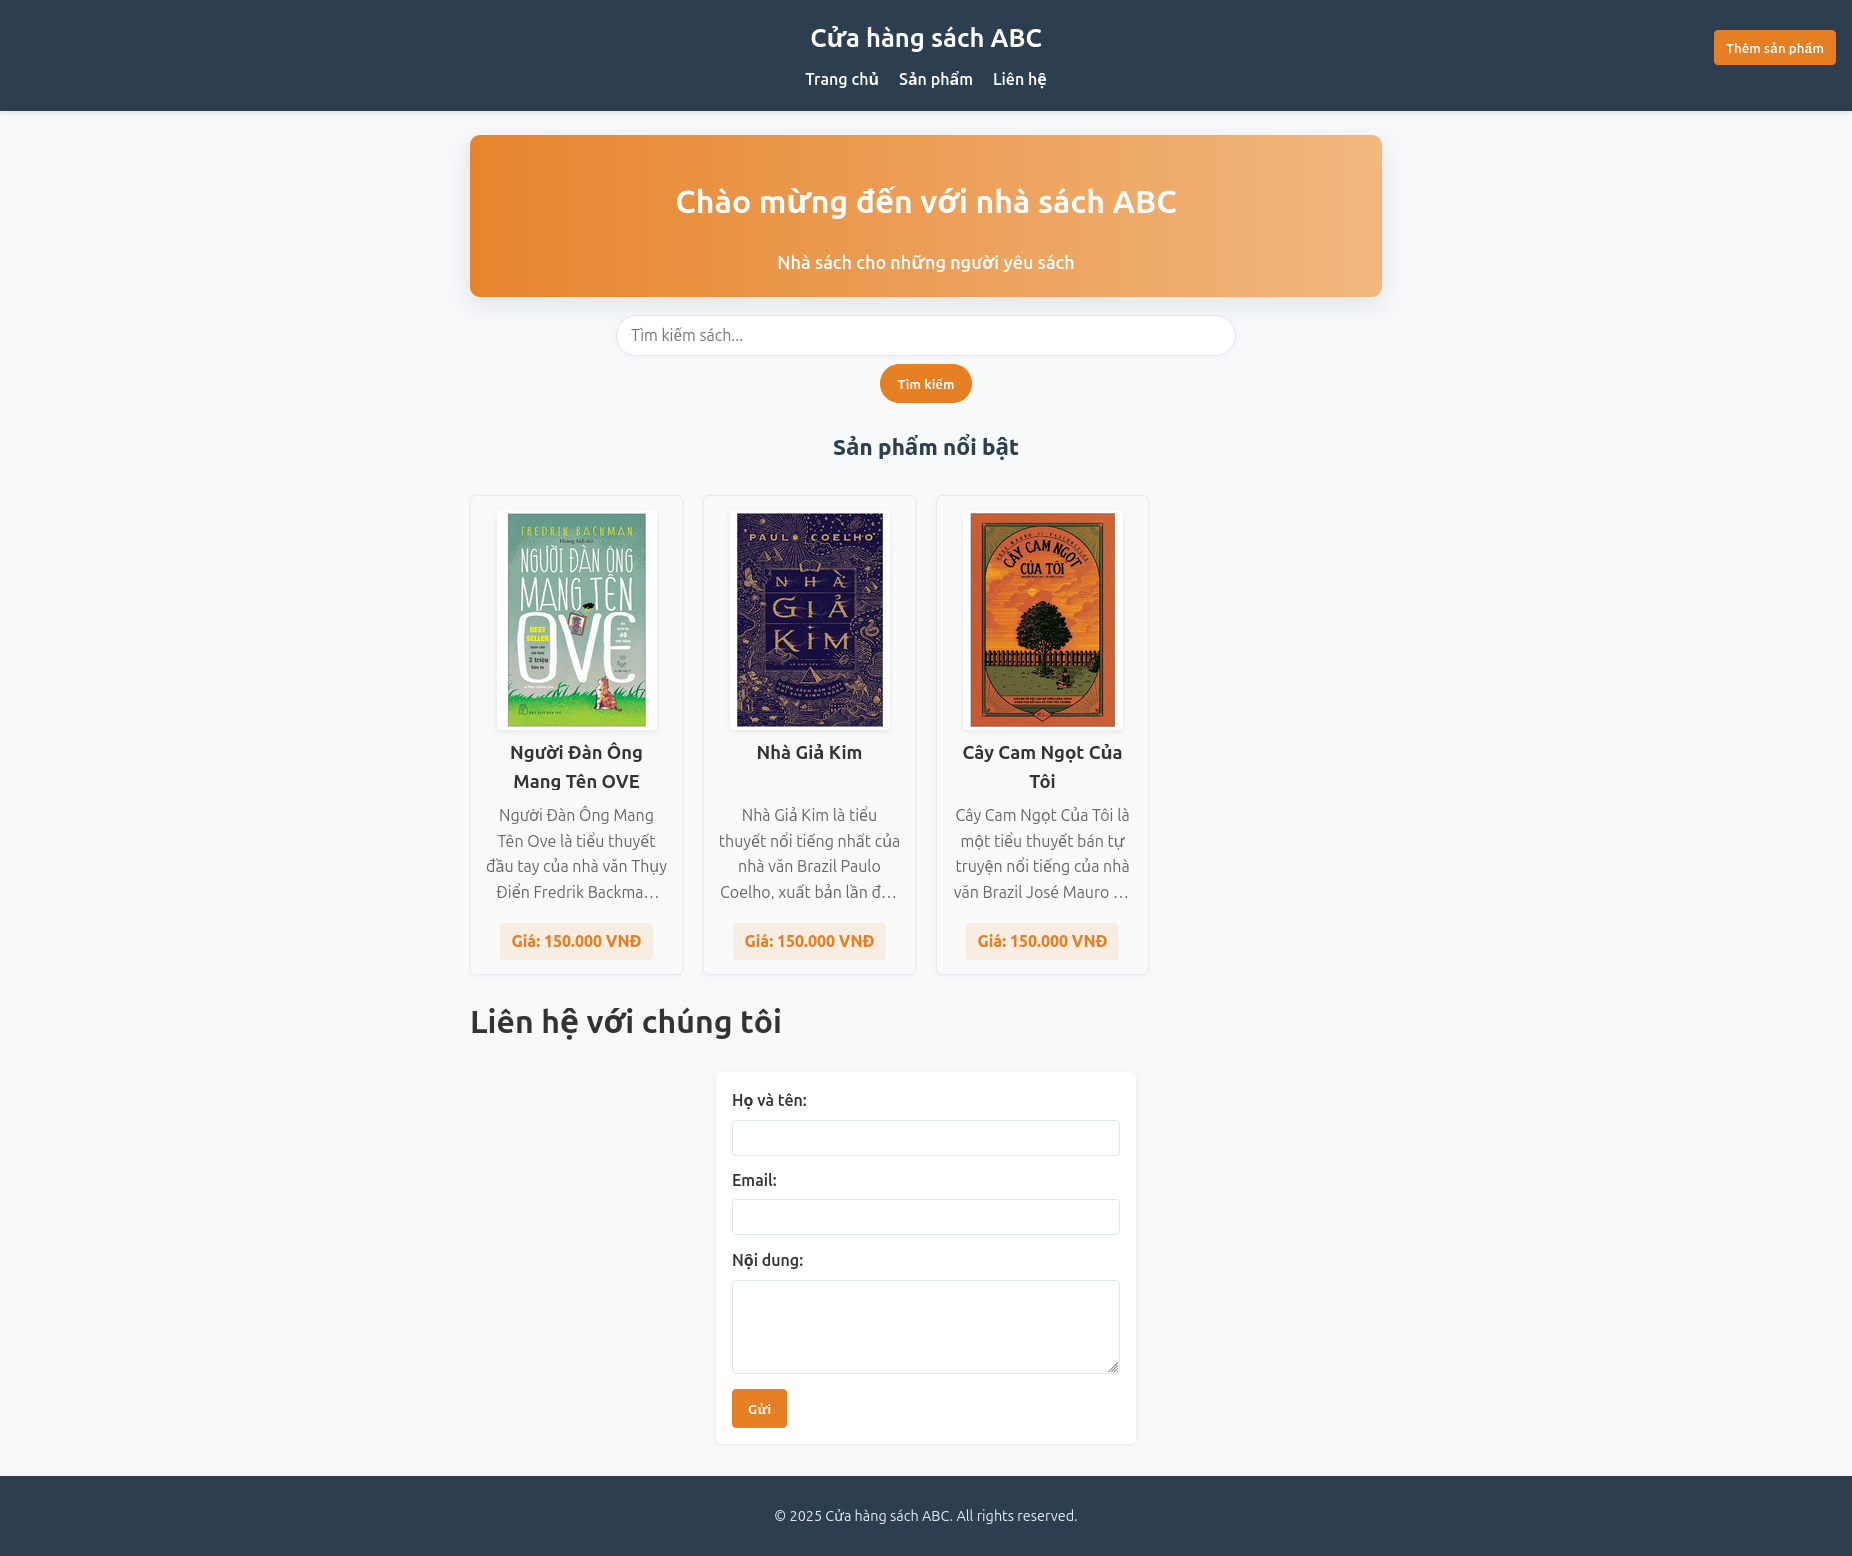 Cửa hàng sách ABC
Thêm sản phẩm
Trang chủ Sản phẩm Liên hệ
Chào mừng đến với nhà sách ABC
Nhà sách cho những người yêu sách
Tìm kiếm sách...
Tìm kiếm
Sản phẩm nổi bật
FREDRIK BACKMAN
NGƯỜI ĐÀN ÔNG
MANG TÊN
OVE
BEST
SELLER
3 triệu
Người Đàn Ông
Mang Tên OVE
Người Đàn Ông Mang
Tên Ove là tiểu thuyết
đầu tay của nhà văn Thụy
Điển Fredrik Backma…
Giá: 150.000 VNĐ
PAULO COELHO
NHÀ
GIẢ
KIM
Nhà Giả Kim
Nhà Giả Kim là tiểu
thuyết nổi tiếng nhất của
nhà văn Brazil Paulo
Coelho, xuất bản lần đ…
Giá: 150.000 VNĐ
CÂY CAM NGỌT
CỦA TÔI
Cây Cam Ngọt Của
Tôi
Cây Cam Ngọt Của Tôi là
một tiểu thuyết bán tự
truyện nổi tiếng của nhà
văn Brazil José Mauro …
Giá: 150.000 VNĐ
Liên hệ với chúng tôi
Họ và tên:
Email:
Nội dung:
Gửi
© 2025 Cửa hàng sách ABC. All rights reserved.